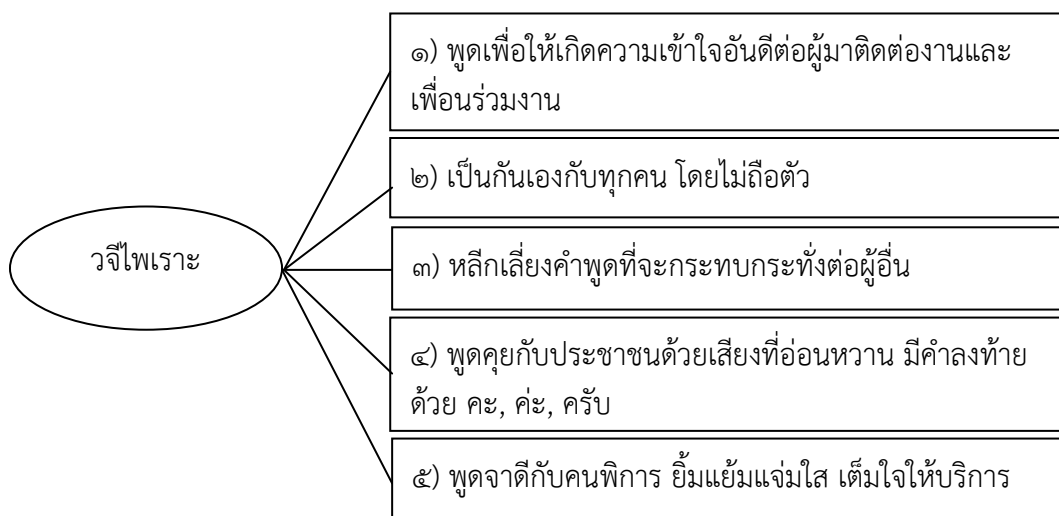 ๑) พูดเพื่อให้เกิดความเข้าใจอันดีต่อผู้มาติดต่องานและ
เพื่อนร่วมงาน
๒) เป็นกันเองกับทุกคน โดยไม่ถือตัว
วจีไพเราะ
๓) หลีกเลี่ยงคำพูดที่จะกระทบกระทั่งต่อผู้อื่น
๔) พูดคุยกับประชาชนด้วยเสียงที่อ่อนหวาน มีคำลงท้าย
ด้วย คะ, ค่ะ, ครับ
๕) พูดจาดีกับคนพิการ ยิ้มแย้มแจ่มใส เต็มใจให้บริการ